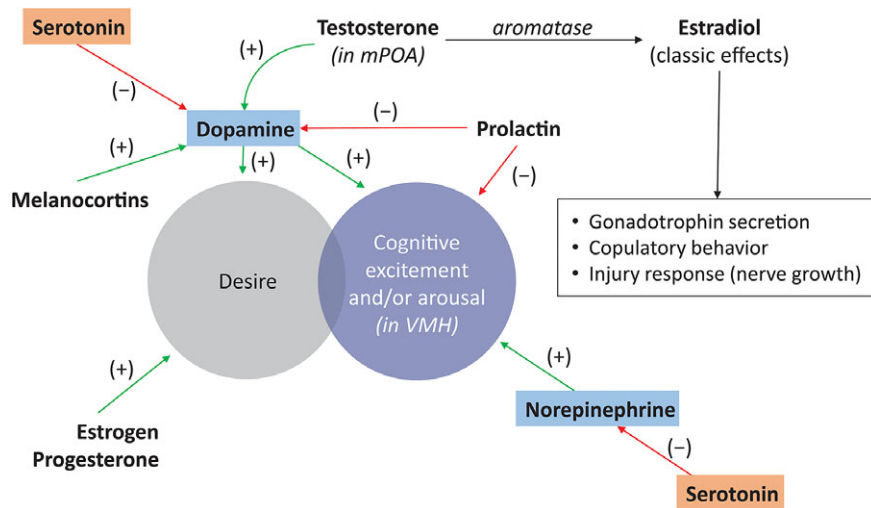 Serotonin
Testosterone
(in mPOA)
aromatase
Estradiol
(classic effects)
(+)
(−)
Dopamine
(−)
Prolactin
(+)
(+)
(+)
(−)
Melanocortins
• Gonadotrophin secretion
• Copulatory behavior
• Injury response (nerve growth)
Desire
Cognitive
excitement
and/or arousal
(in VMH)
(+)
(+)
Norepinephrine
Estrogen
Progesterone
(−)
Serotonin